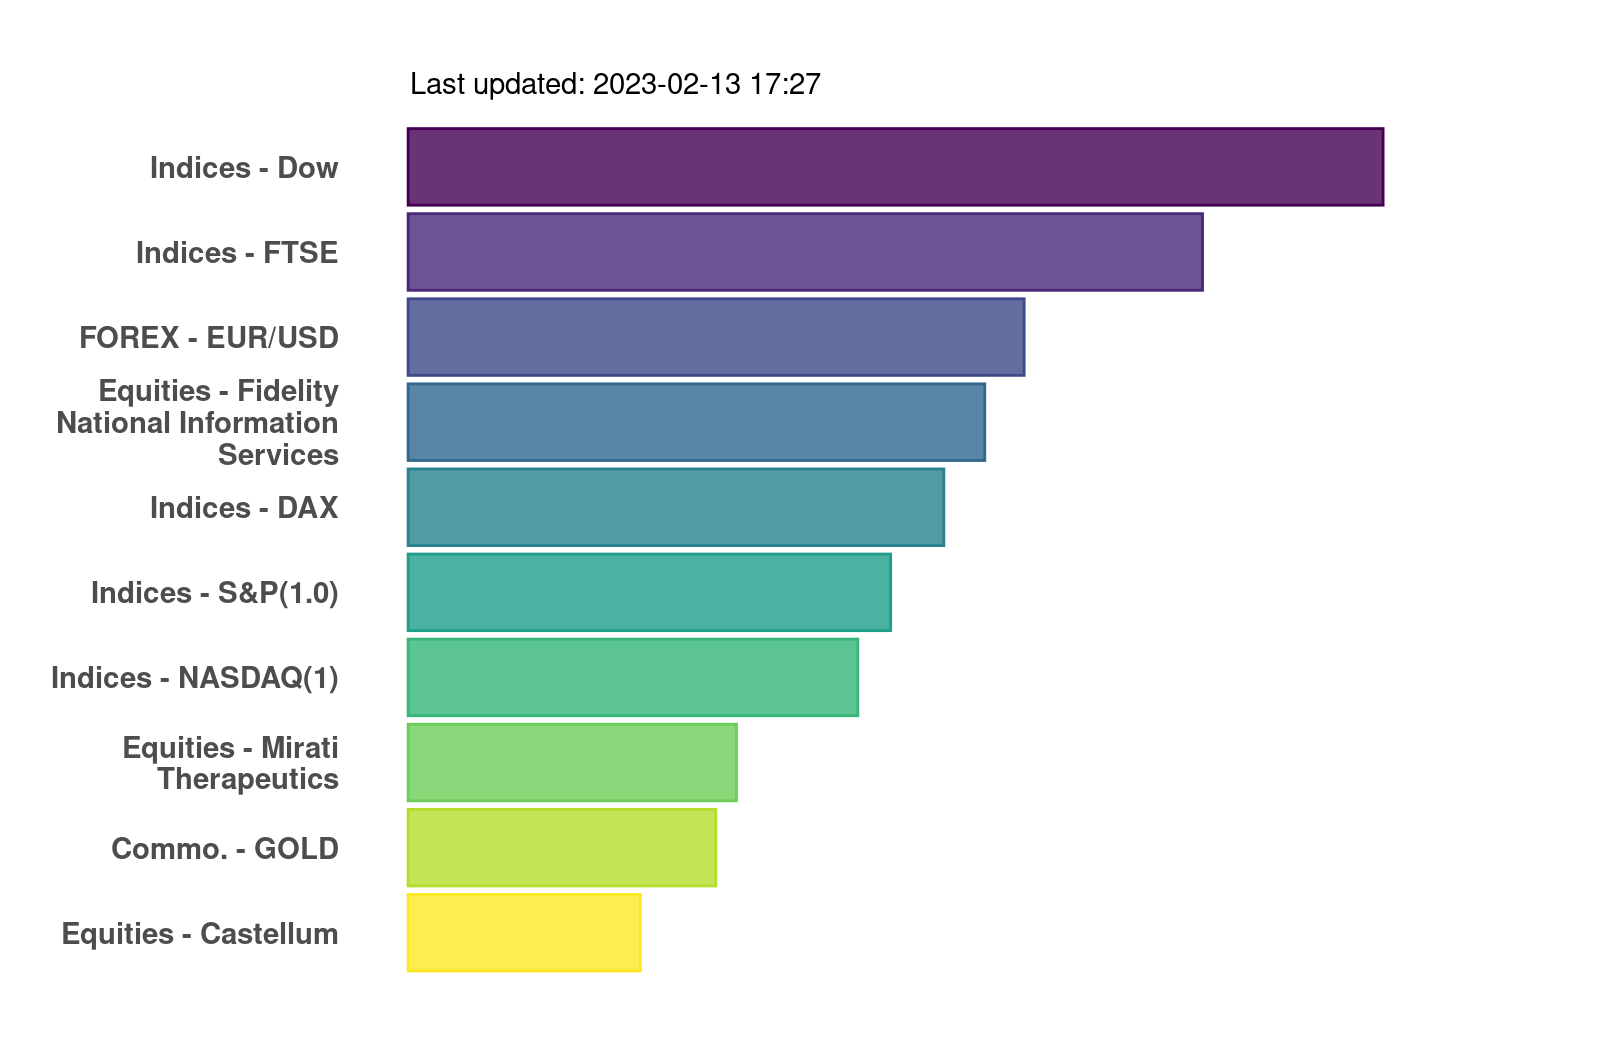 Last updated: 2023-02-13 17:27
Indices - Dow
Indices - FTSE
FOREX - EUR/USD
Equities - Fidelity
National Information
Services
Indices - DAX
Indices - S&P(1.0)
Indices - NASDAQ(1)
Equities - Mirati
Therapeutics
Commo. - GOLD
Equities - Castellum